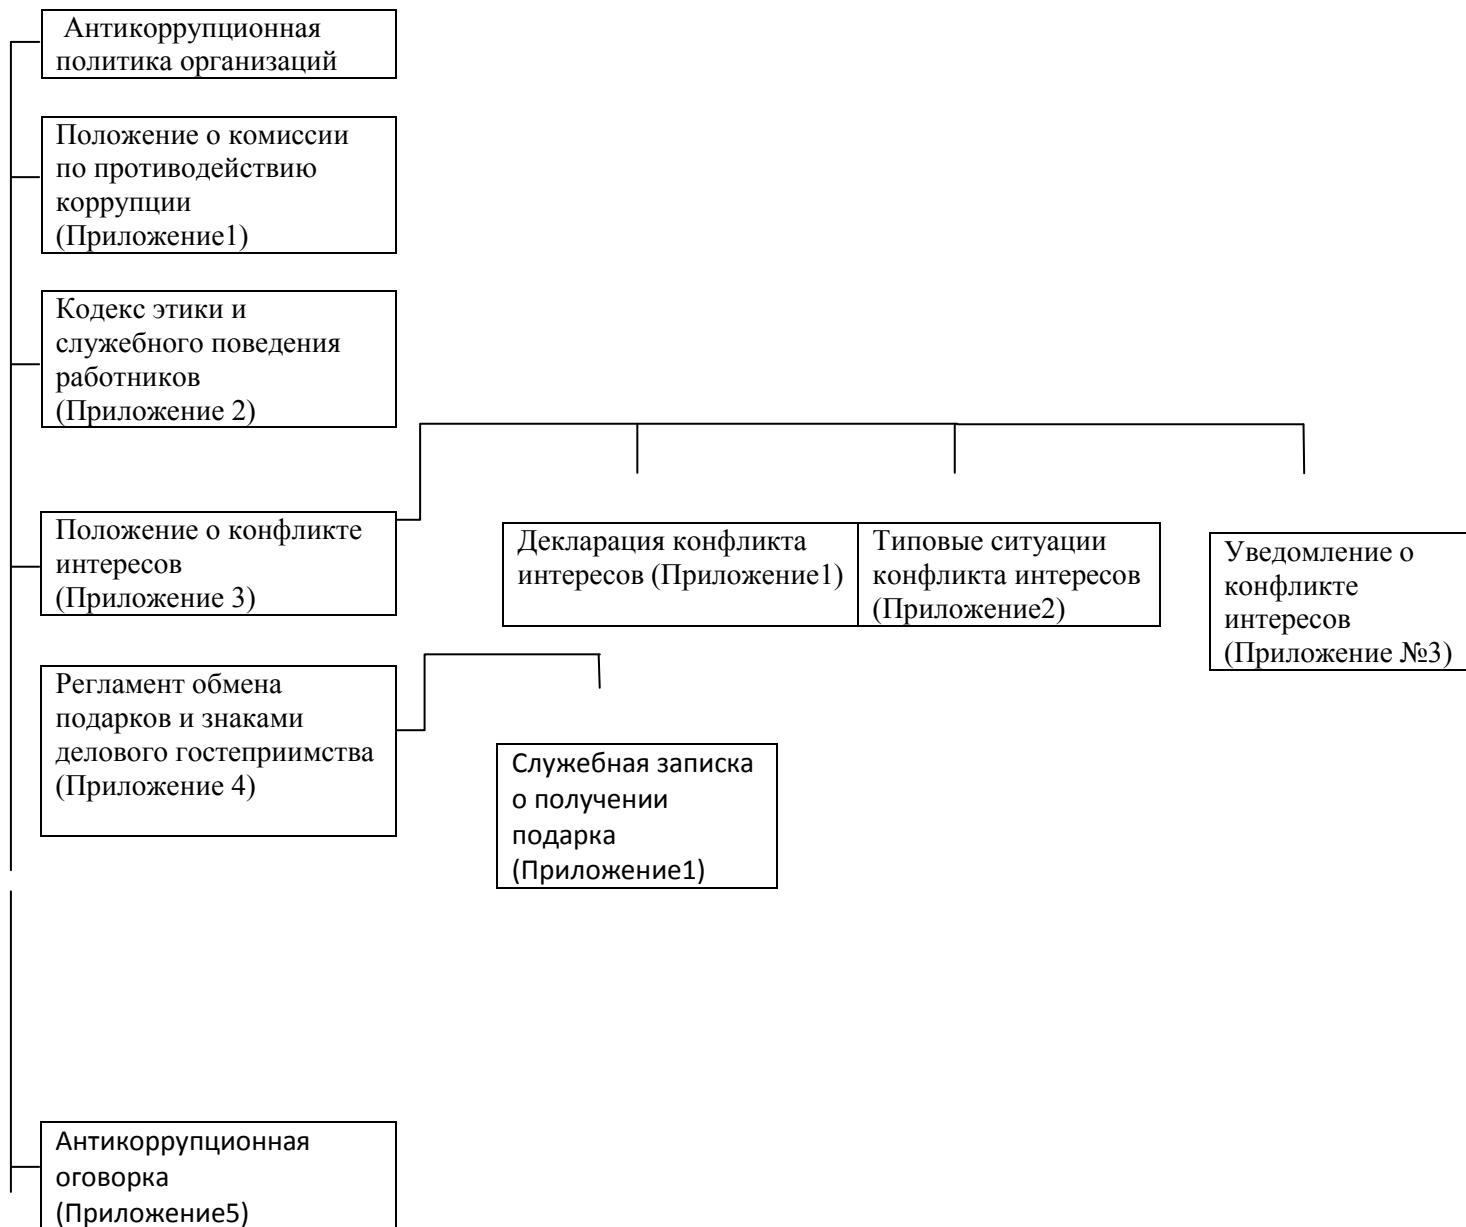 Антикоррупционная
политика организаций
Положение о комиссии
по противодействию
коррупции
(Приложение1)
Кодекс этики и
служебного поведения
работников
(Приложение 2)
Положение о конфликте
интересов
(Приложение 3)
Декларация конфликта
интересов (Приложение1)
Типовые ситуации
конфликта интересов
(Приложение2)
Уведомление о
конфликте
интересов
(Приложение №3)
Регламент обмена
подарков и знаками
делового гостеприимства
(Приложение 4)
Служебная записка
о получении
подарка
(Приложение1)
Антикоррупционная
оговорка
(Приложение5)